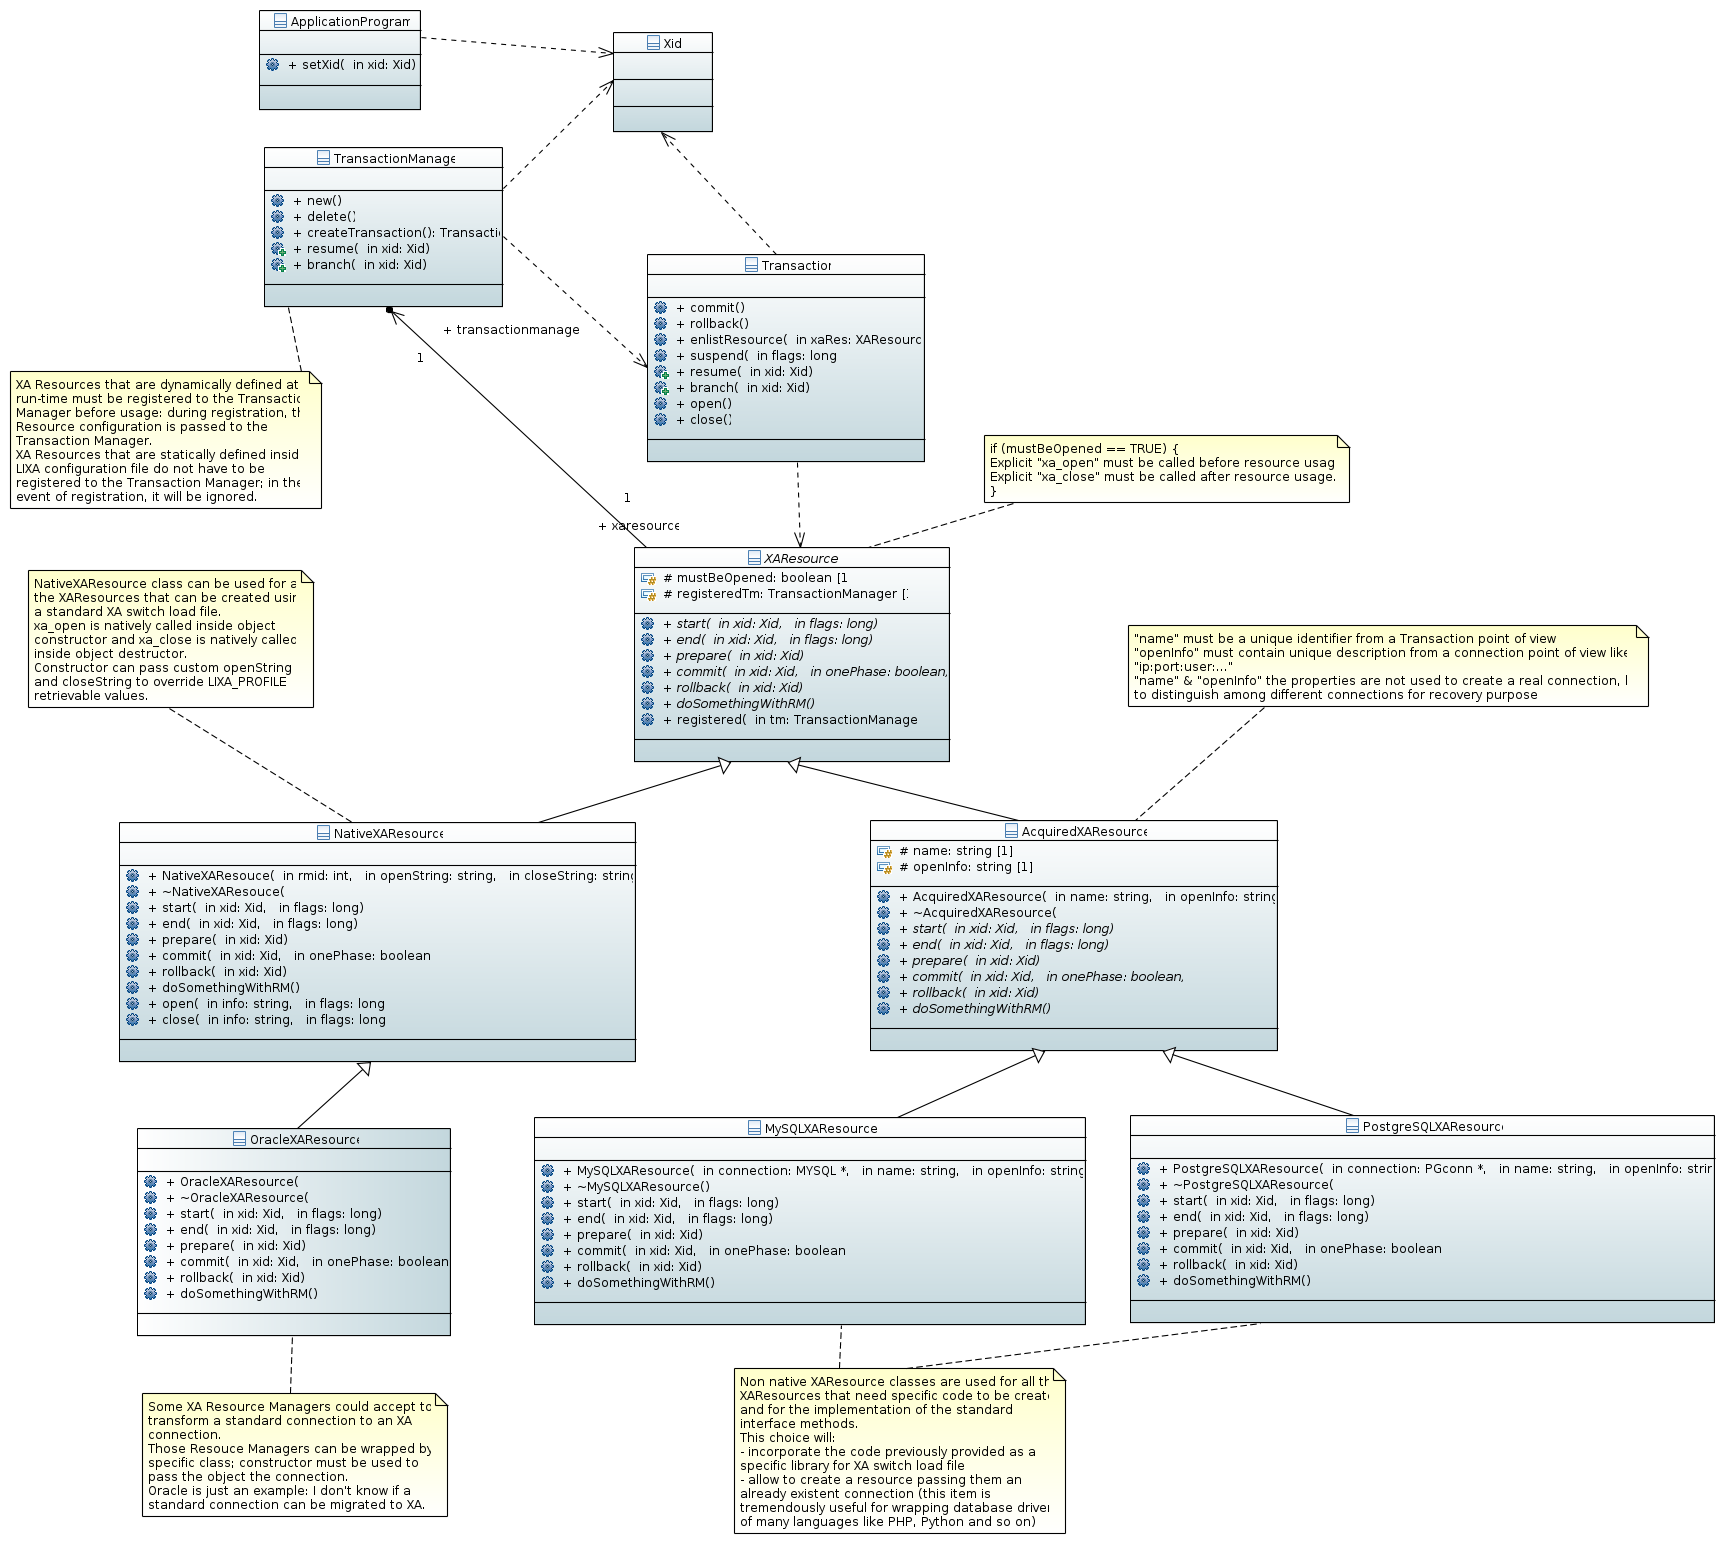 ApplicationProgram
+ setXid(  in xid: Xid)
Xid
TransactionManage
+ new()
+ delete()
+ createTransaction(): Transacti
+ resume(  in xid: Xid)
+ branch(  in xid: Xid)
Transaction
+ commit()
+ rollback()
+ enlistResource(  in xaRes: XAResourc
+ suspend(  in flags: long
+ resume(  in xid: Xid)
+ branch(  in xid: Xid)
+ open()
+ close()
+ transactionmanage
1
1
+ xaresource
XA Resources that are dynamically defined at
run-time must be registered to the Transactic
Manager before usage: during registration, th
Resource configuration is passed to the
Transaction Manager.
XA Resources that are statically defined insid
LIXA configuration file do not have to be
registered to the Transaction Manager; in the
event of registration, it will be ignored.
if (mustBeOpened == TRUE) {
Explicit "xa_open" must be called before resource usag
Explicit "xa_close" must be called after resource usage.
}
XAResource
# mustBeOpened: boolean [1
# registeredTm: TransactionManager [
+ start(  in xid: Xid,   in flags: long)
+ end(  in xid: Xid,   in flags: long)
+ prepare(  in xid: Xid)
+ commit(  in xid: Xid,   in onePhase: boolean,
+ rollback(  in xid: Xid)
+ doSomethingWithRM()
+ registered(  in tm: TransactionManage
NativeXAResource class can be used for a
the XAResources that can be created usin
a standard XA switch load file.
xa_open is natively called inside object
constructor and xa_close is natively called
inside object destructor.
Constructor can pass custom openString
and closeString to override LIXA_PROFILE
retrievable values.
"name" must be a unique identifier from a Transaction point of view
"openInfo" must contain unique description from a connection point of view like
"ip:port:user:..."
"name" & "openInfo" the properties are not used to create a real connection, l
to distinguish among different connections for recovery purpose
NativeXAResource
+ NativeXAResouce(  in rmid: int,   in openString: string,   in closeString: string
+ ~NativeXAResouce(
+ start(  in xid: Xid,   in flags: long)
+ end(  in xid: Xid,   in flags: long)
+ prepare(  in xid: Xid)
+ commit(  in xid: Xid,   in onePhase: boolean
+ rollback(  in xid: Xid)
+ doSomethingWithRM()
+ open(  in info: string,   in flags: long
+ close(  in info: string,   in flags: long
AcquiredXAResource
# name: string [1]
# openInfo: string [1]
+ AcquiredXAResource(  in name: string,   in openInfo: string
+ ~AcquiredXAResource(
+ start(  in xid: Xid,   in flags: long)
+ end(  in xid: Xid,   in flags: long)
+ prepare(  in xid: Xid)
+ commit(  in xid: Xid,   in onePhase: boolean,
+ rollback(  in xid: Xid)
+ doSomethingWithRM()
OracleXAResource
+ OracleXAResource(
+ ~OracleXAResource(
+ start(  in xid: Xid,   in flags: long)
+ end(  in xid: Xid,   in flags: long)
+ prepare(  in xid: Xid)
+ commit(  in xid: Xid,   in onePhase: boolean
+ rollback(  in xid: Xid)
+ doSomethingWithRM()
MySQLXAResource
+ MySQLXAResource(  in connection: MYSQL *,   in name: string,   in openInfo: string
+ ~MySQLXAResource()
+ start(  in xid: Xid,   in flags: long)
+ end(  in xid: Xid,   in flags: long)
+ prepare(  in xid: Xid)
+ commit(  in xid: Xid,   in onePhase: boolean
+ rollback(  in xid: Xid)
+ doSomethingWithRM()
PostgreSQLXAResource
+ PostgreSQLXAResource(  in connection: PGconn *,   in name: string,   in openInfo: strin
+ ~PostgreSQLXAResource(
+ start(  in xid: Xid,   in flags: long)
+ end(  in xid: Xid,   in flags: long)
+ prepare(  in xid: Xid)
+ commit(  in xid: Xid,   in onePhase: boolean
+ rollback(  in xid: Xid)
+ doSomethingWithRM()
Some XA Resource Managers could accept to
transform a standard connection to an XA
connection.
Those Resouce Managers can be wrapped by
specific class; constructor must be used to
pass the object the connection.
Oracle is just an example: I don't know if a
standard connection can be migrated to XA.
Non native XAResource classes are used for all th
XAResources that need specific code to be create
and for the implementation of the standard
interface methods.
This choice will:
- incorporate the code previously provided as a
specific library for XA switch load file
- allow to create a resource passing them an
already existent connection (this item is
tremendously useful for wrapping database driver
of many languages like PHP, Python and so on)